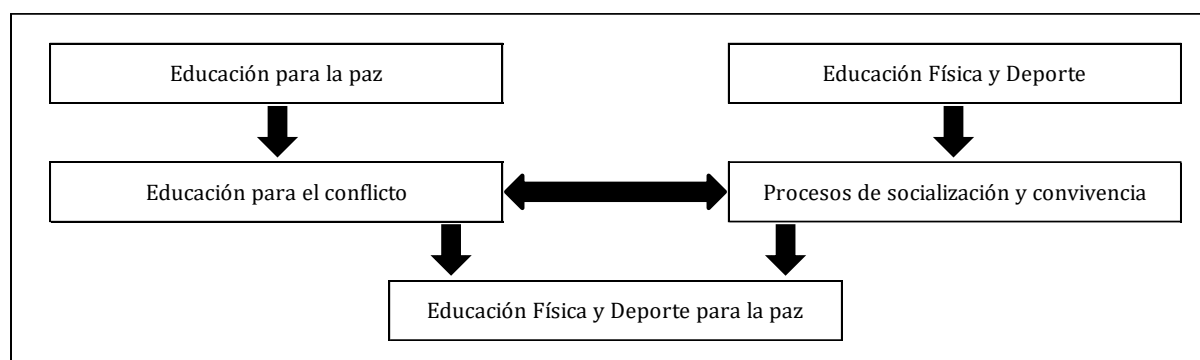 Educación para la paz
Educación Física y Deporte
Educación para el conflicto
Procesos de socialización y convivencia
Educación Física y Deporte para la paz